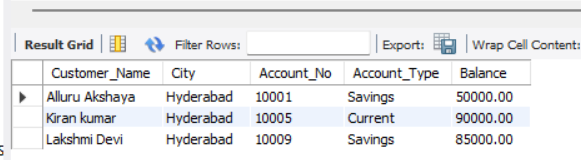 Result Grid Filter Rows: Export: Wrap Cell Content:
Customer_Name City Account_No Account_Type Balance
Alluru Akshaya Hyderabad 10001 Savings 50000.00
Kiran kumar Hyderabad 10005 Current 90000.00
Lakshmi Devi Hyderabad 10009 Savings 85000.00